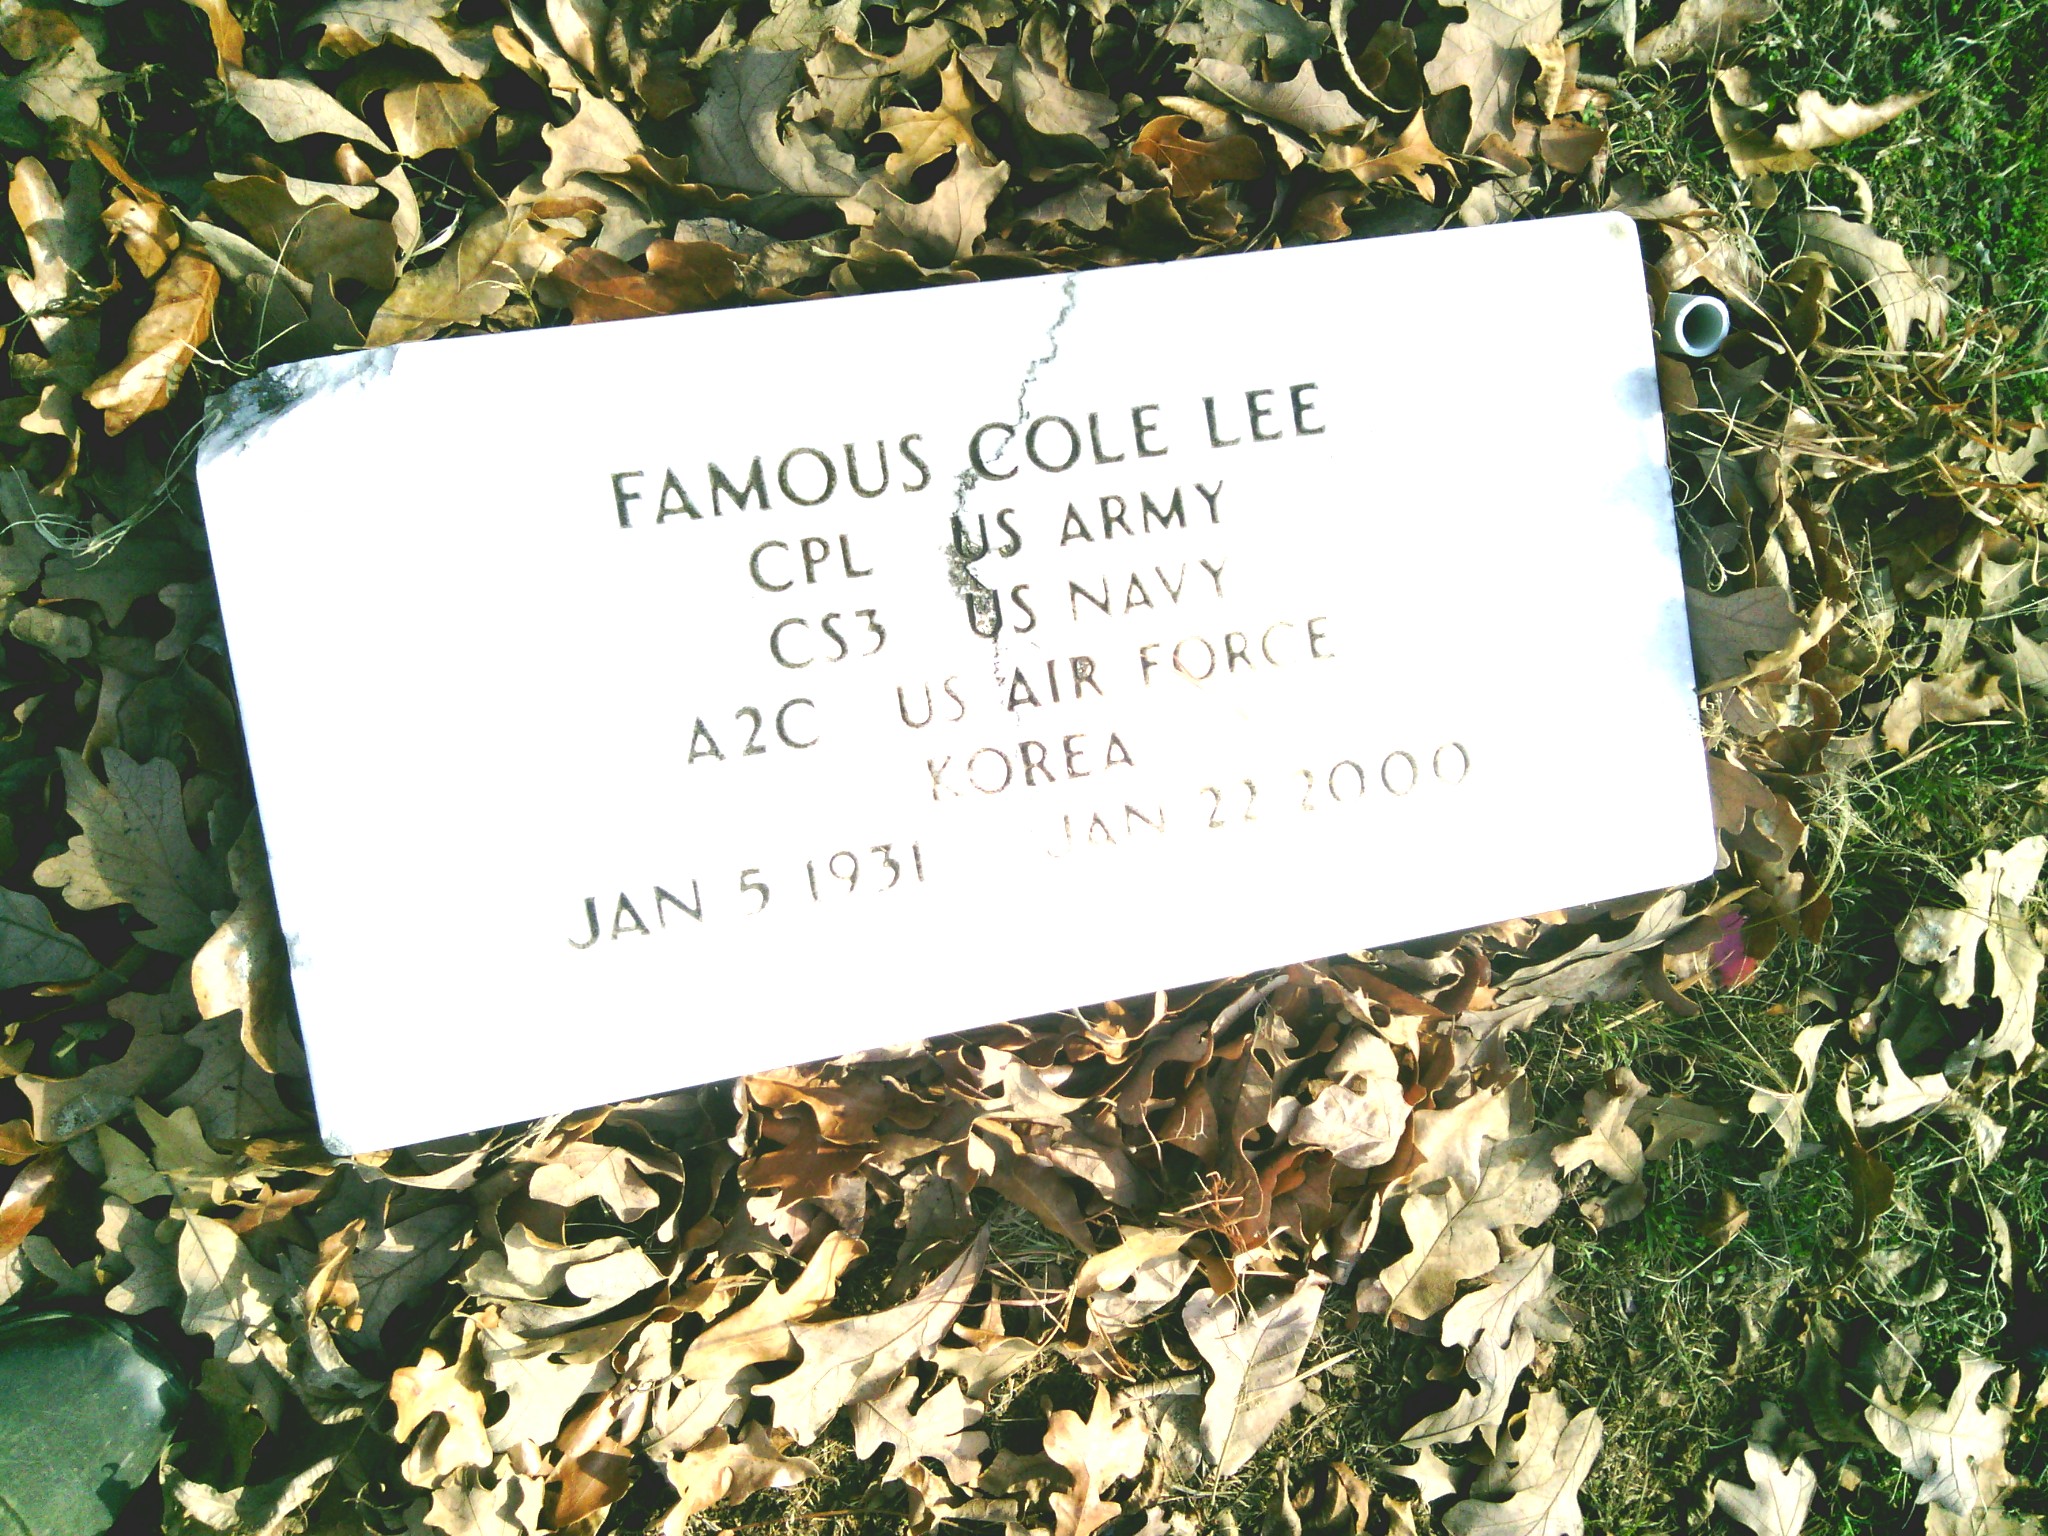 FAMOUS COLE LEE
CPL US ARMY
CS3 US NAVY
A2C US AIR FORCE
KOREA
JAN 5 1931 JAN 22 2000